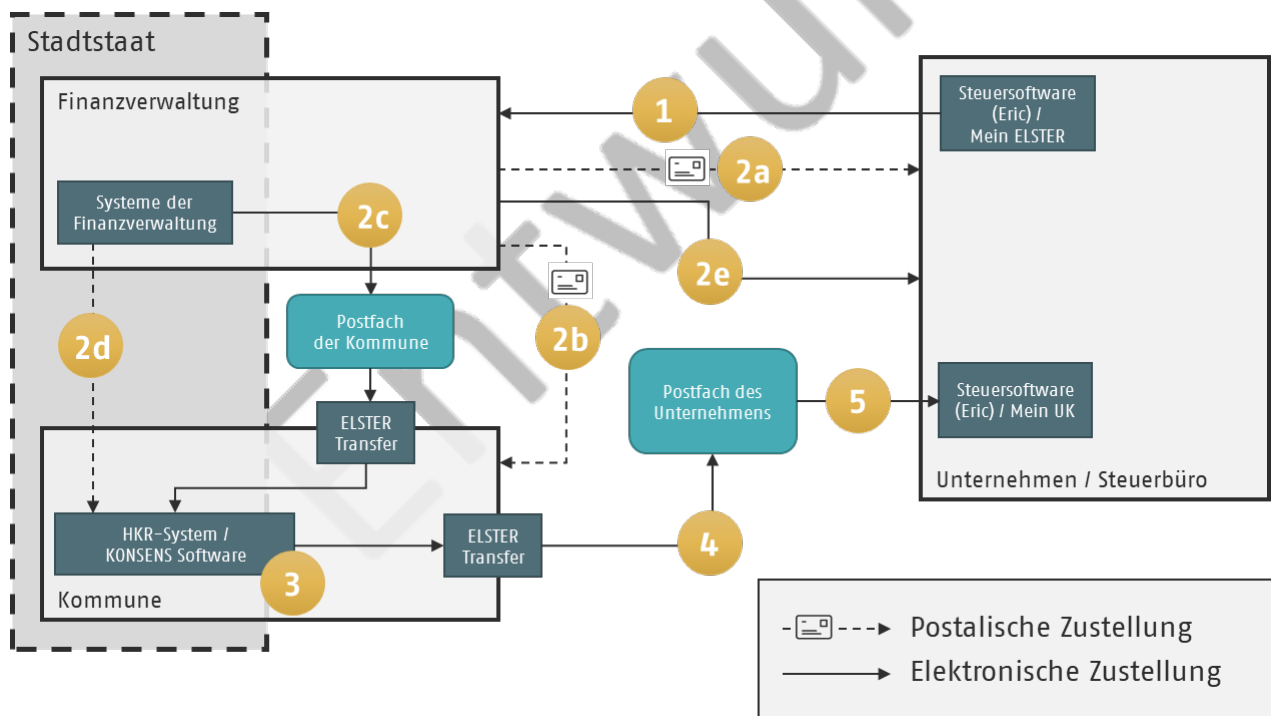 Stadtstaat
Finanzverwaltung
Systeme der
Finanzverwaltung
1
2a
2c
2e
2b
2d
Steuersoftware
(Eric) /
Mein ELSTER
Postfach
der Kommune
ELSTER
Transfer
Postfach des
Unternehmens
5
Steuersoftware
(Eric) / Mein UK
Unternehmen / Steuerbüro
HKR-System /
KONSENS Software
3
Kommune
ELSTER
Transfer
4
Postalische Zustellung
Elektronische Zustellung
Entwur